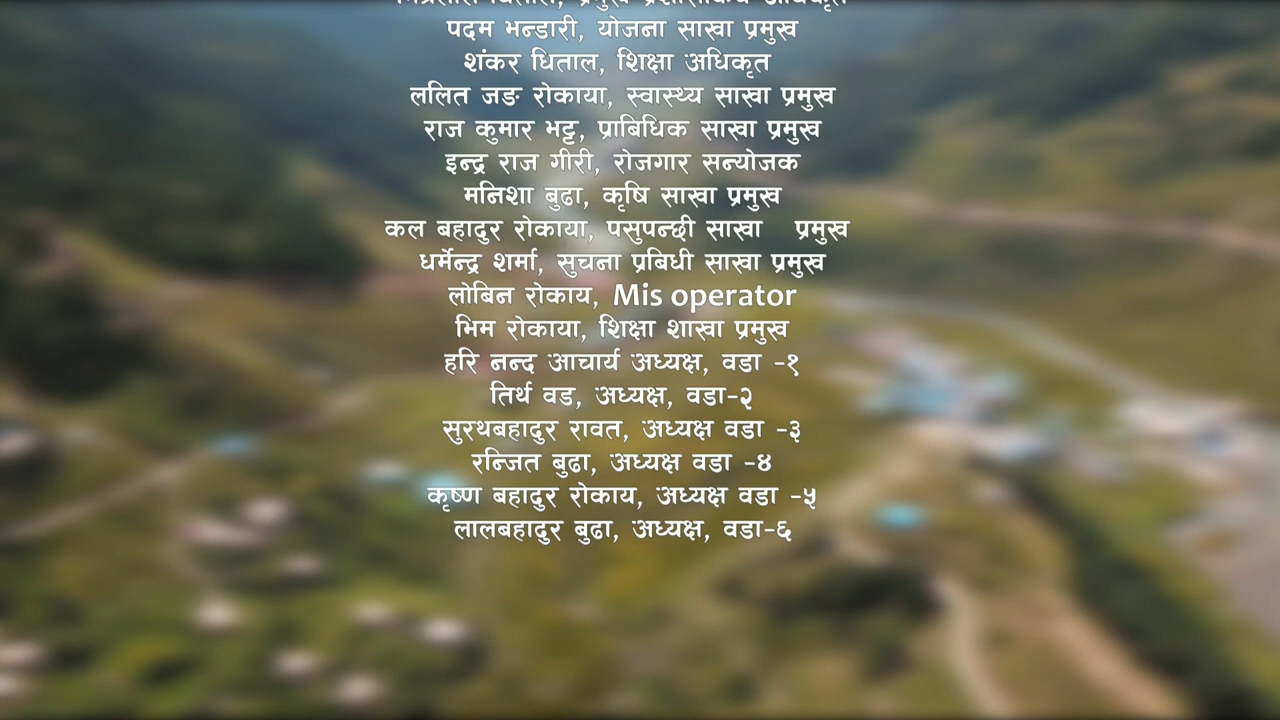 पदम भन्डारी, योजना साखा प्रमुख
शंकर धिताल, शिक्षा अधिकृत
ललित जङ रोकाया, स्वास्थ्य साखा प्रमुख
राज कुमार भट्ट, प्राबिधिक साखा प्रमुख
इन्द्र राज गीरी, रोजगार सन्योजक
मनिशा बुढा, कृषि साखा प्रमुख
कल बहादुर रोकाया, पसुपन्छी साखा प्रमुख
धर्मेन्द्र शर्मा, सुचना प्रबिधी साखा प्रमुख
लोबिन रोकाय, Mis operator
भिम रोकाया, शिक्षा शाखा प्रमुख
हरि नन्द आचार्य अध्यक्ष, वडा -१
तिर्थ वड, अध्यक्ष, वडा-२
सुरथबहादुर रावत, अध्यक्ष वडा -३
रन्जित बुढा, अध्यक्ष वडा -४
कृष्ण बहादुर रोकाय, अध्यक्ष वडा -५
लालबहादुर बुढा, अध्यक्ष, वडा-६